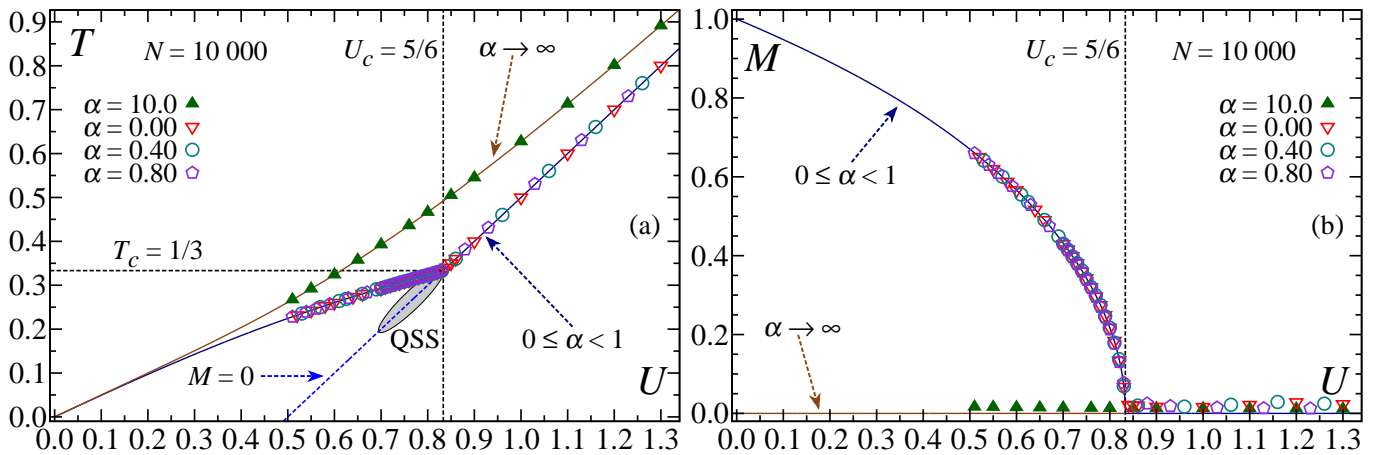 T
N = 10 000
U_c = 5/6
α → ∞
α = 10.0
α = 0.00
α = 0.40
α = 0.80
(a)
T_c = 1/3
QSS
0 ≤ α < 1
M = 0
U
0.9
0.8
0.7
0.6
0.5
0.4
0.3
0.2
0.1
0.0
0.0 0.1 0.2 0.3 0.4 0.5 0.6 0.7 0.8 0.9 1.0 1.1 1.2 1.3
M
U_c = 5/6
N = 10 000
α = 10.0
α = 0.00
α = 0.40
α = 0.80
0 ≤ α < 1
(b)
α → ∞
U
1.0
0.8
0.6
0.4
0.2
0.0
0.0 0.1 0.2 0.3 0.4 0.5 0.6 0.7 0.8 0.9 1.0 1.1 1.2 1.3